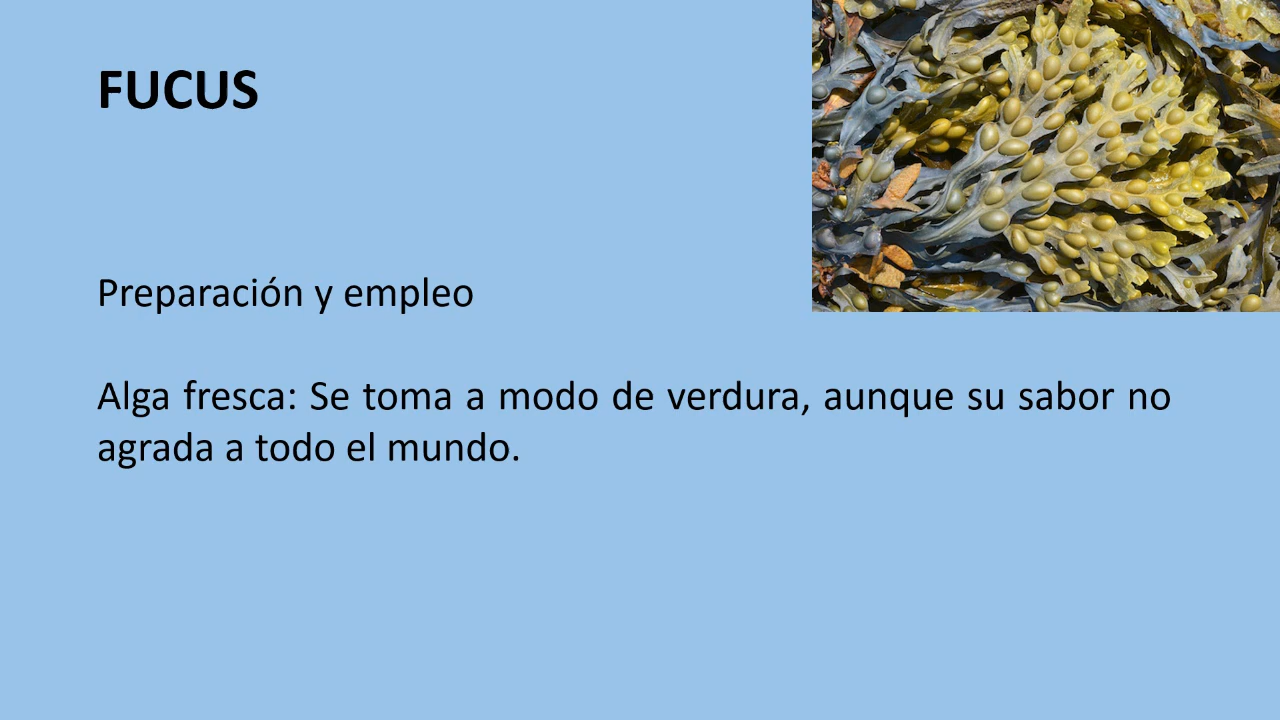 FUCUS
Preparación y empleo
Alga fresca: Se toma a modo de verdura, aunque su sabor no
agrada a todo el mundo.